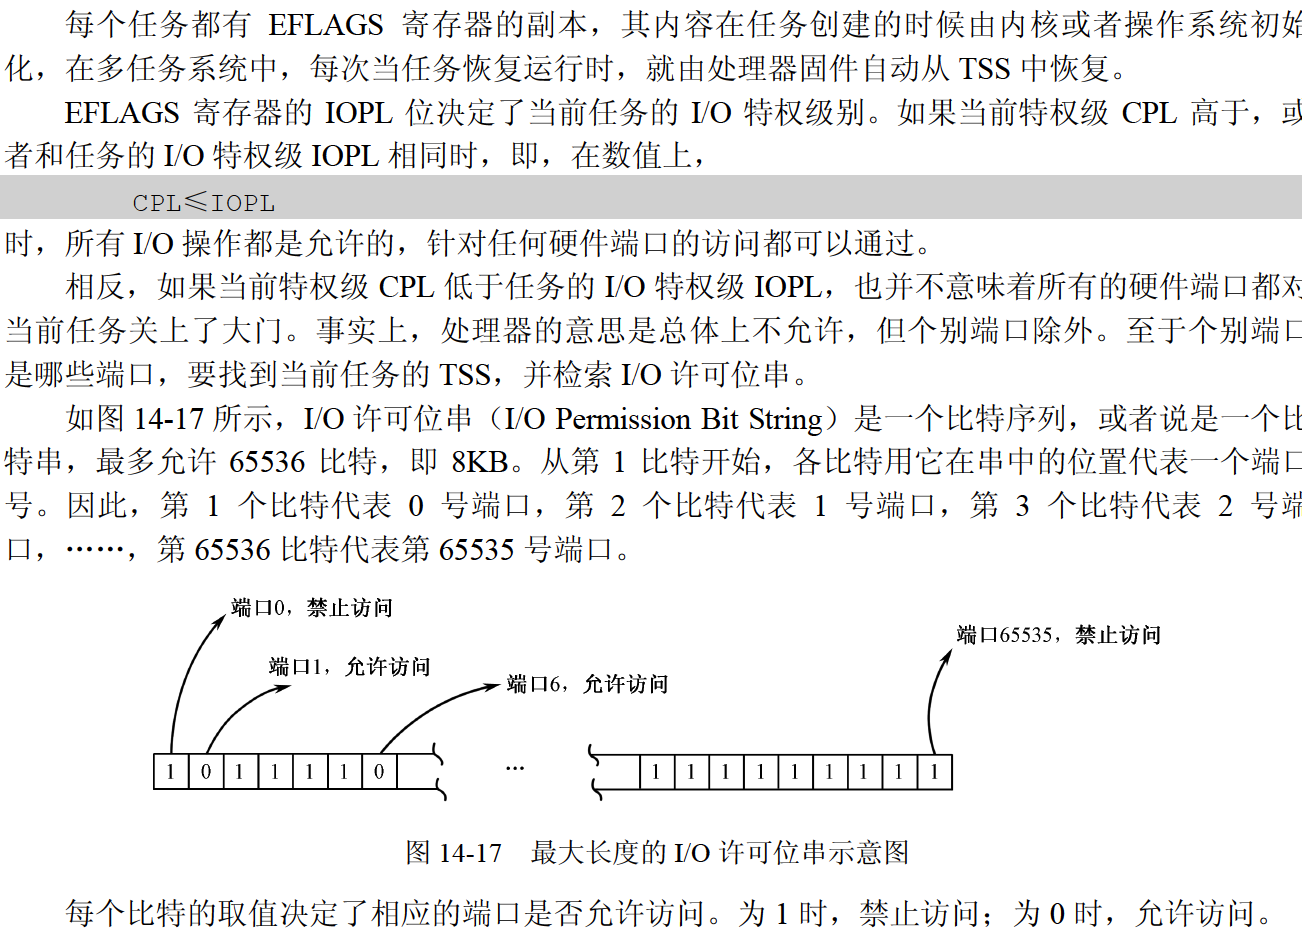 每个任务都有 EFLAGS 寄存器的副本，其内容在任务创建的时候由内核或者操作系统初始
化，在多任务系统中，每次当任务恢复运行时，就由处理器固件自动从 TSS 中恢复。
EFLAGS 寄存器的 IOPL 位决定了当前任务的 I/O 特权级别。如果当前特权级 CPL 高于，或
者和任务的 I/O 特权级 IOPL 相同时，即，在数值上，
CPL≤IOPL
时，所有 I/O 操作都是允许的，针对任何硬件端口的访问都可以通过。
相反，如果当前特权级 CPL 低于任务的 I/O 特权级 IOPL，也并不意味着所有的硬件端口都对
当前任务关上了大门。事实上，处理器的意思是总体上不允许，但个别端口除外。至于个别端口
是哪些端口，要找到当前任务的 TSS，并检索 I/O 许可位串。
如图 14-17 所示，I/O 许可位串（I/O Permission Bit String）是一个比特序列，或者说是一个比
特串，最多允许 65536 比特，即 8KB。从第 1 比特开始，各比特用它在串中的位置代表一个端口
号。因此，第 1 个比特代表 0 号端口，第 2 个比特代表 1 号端口，第 3 个比特代表 2 号端
口，……，第 65536 比特代表第 65535 号端口。
端口0，禁止访问
端口65535，禁止访问
端口1，允许访问
端口6，允许访问
1 0 1 1 1 1 0 … 1 1 1 1 1 1 1 1 1
图 14-17 最大长度的 I/O 许可位串示意图
每个比特的取值决定了相应的端口是否允许访问。为 1 时，禁止访问；为 0 时，允许访问。